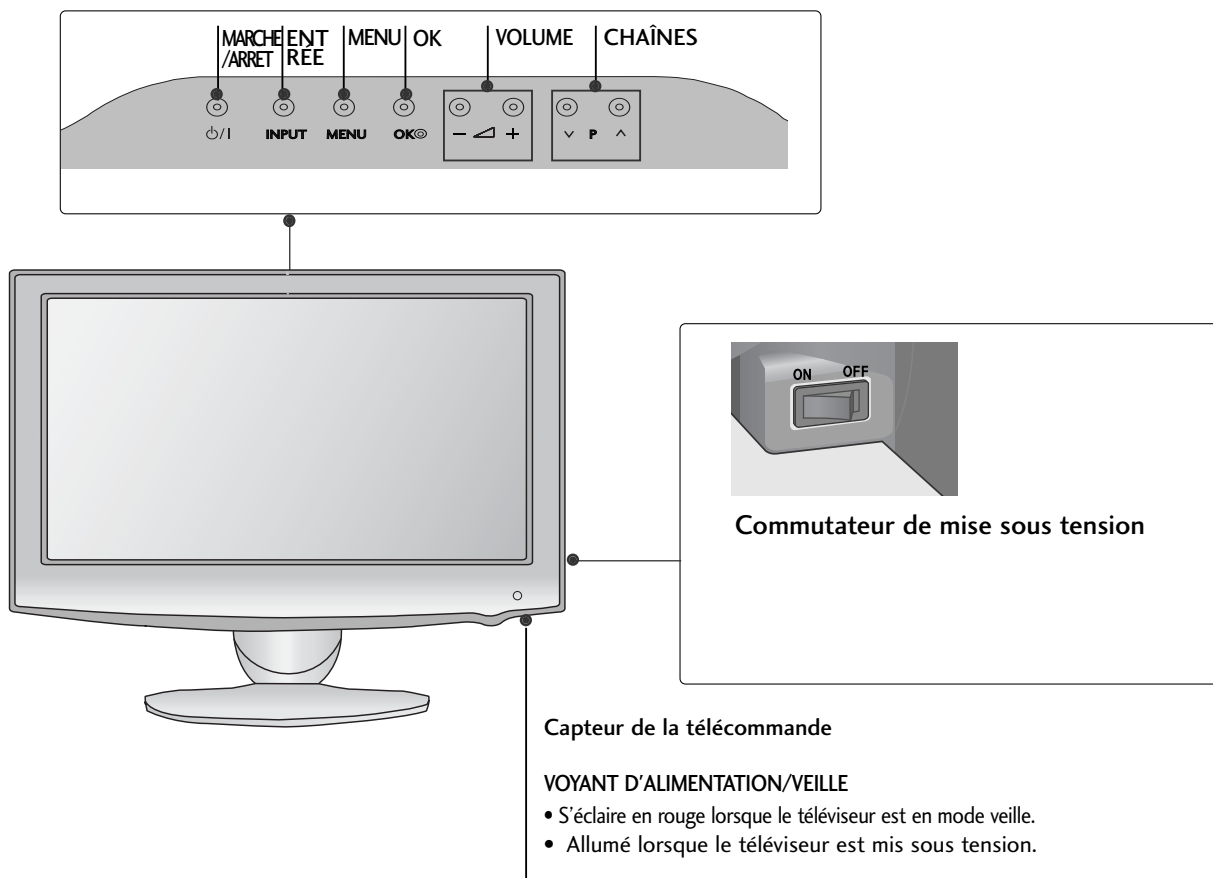 MARCHE
/ARRET
ENT
RÉE
MENU
OK
VOLUME
CHAÎNES
/I
INPUT
MENU
OK
- +
P
ON OFF
Commutateur de mise sous tension
Capteur de la télécommande
VOYANT D'ALIMENTATION/VEILLE
• S'éclaire en rouge lorsque le téléviseur est en mode veille.
• Allumé lorsque le téléviseur est mis sous tension.